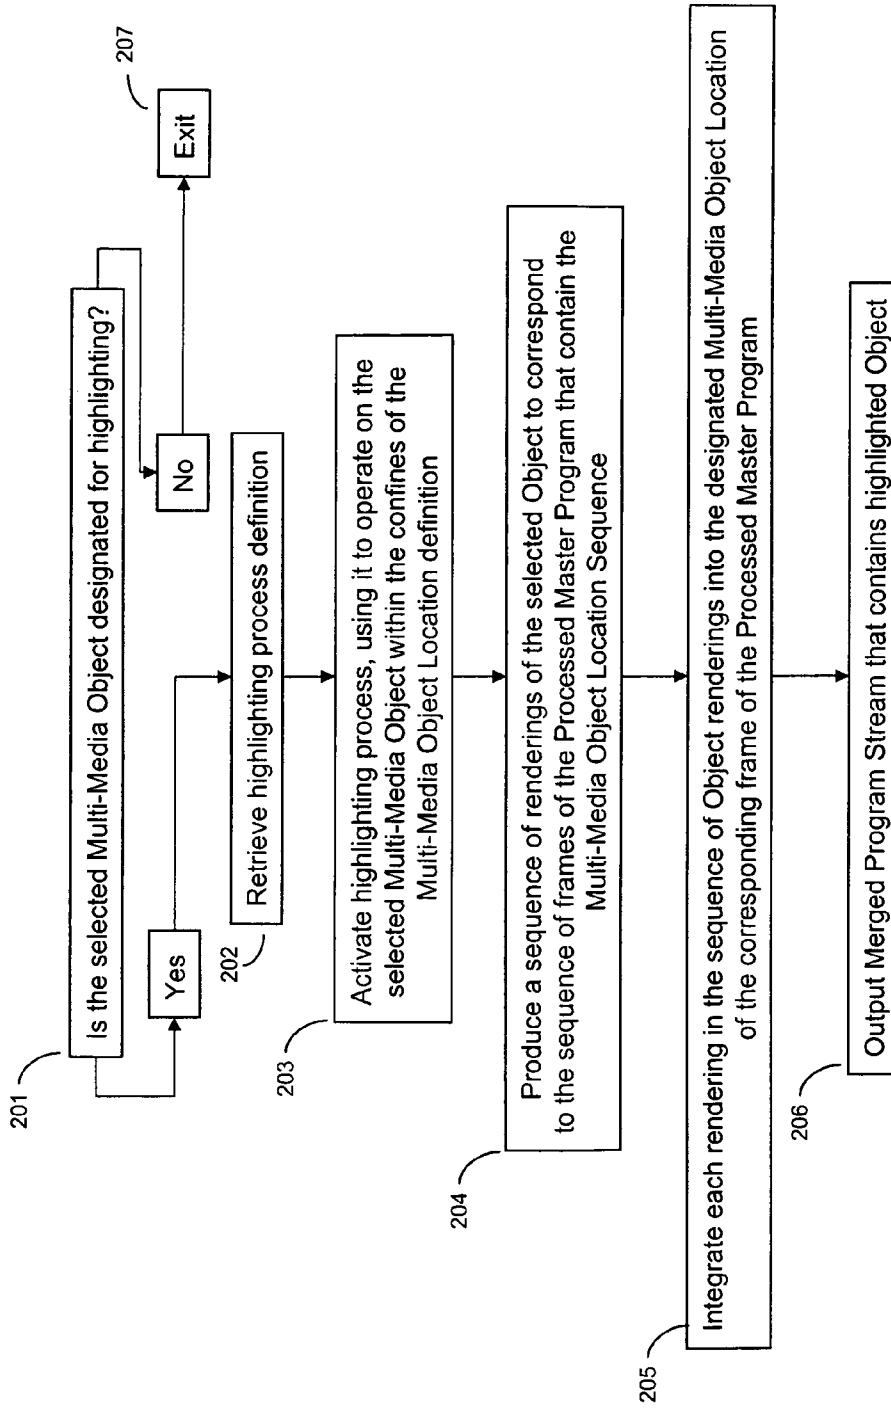 201
Is the selected Multi-Media Object designated for highlighting?
Yes
No
Exit
207
202
Retrieve highlighting process definition
203
Activate highlighting process, using it to operate on the
selected Multi-Media Object within the confines of the
Multi-Media Object Location definition
204
Produce a sequence of renderings of the selected Object to correspond
to the sequence of frames of the Processed Master Program that contain the
Multi-Media Object Location Sequence
205
Integrate each rendering in the sequence of Object renderings into the designated Multi-Media Object Location
of the corresponding frame of the Processed Master Program
206
Output Merged Program Stream that contains highlighted Object